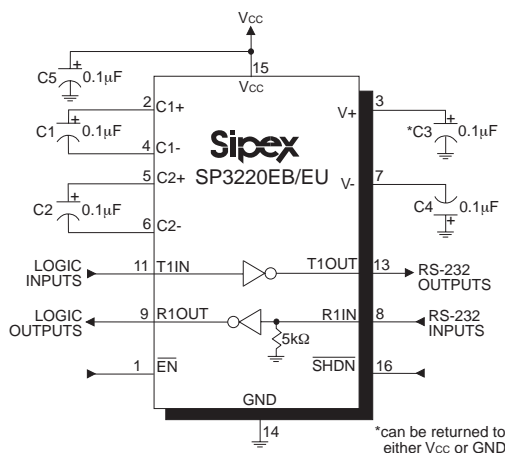 VCC
15
VCC
C5
+
0.1µF
2
C1+
C1
+
0.1µF
4
C1-
5
C2+
C2
+
0.1µF
6
C2-
Sipex
SP3220EB/EU
3
V+
*C3
+
0.1µF
7
V-
C4
+
0.1µF
LOGIC
INPUTS
11
T1IN
T1OUT
13
RS-232
OUTPUTS
LOGIC
OUTPUTS
9
R1OUT
R1IN
8
RS-232
INPUTS
5kΩ
1
EN
SHDN
16
GND
14
*can be returned to
either VCC or GND